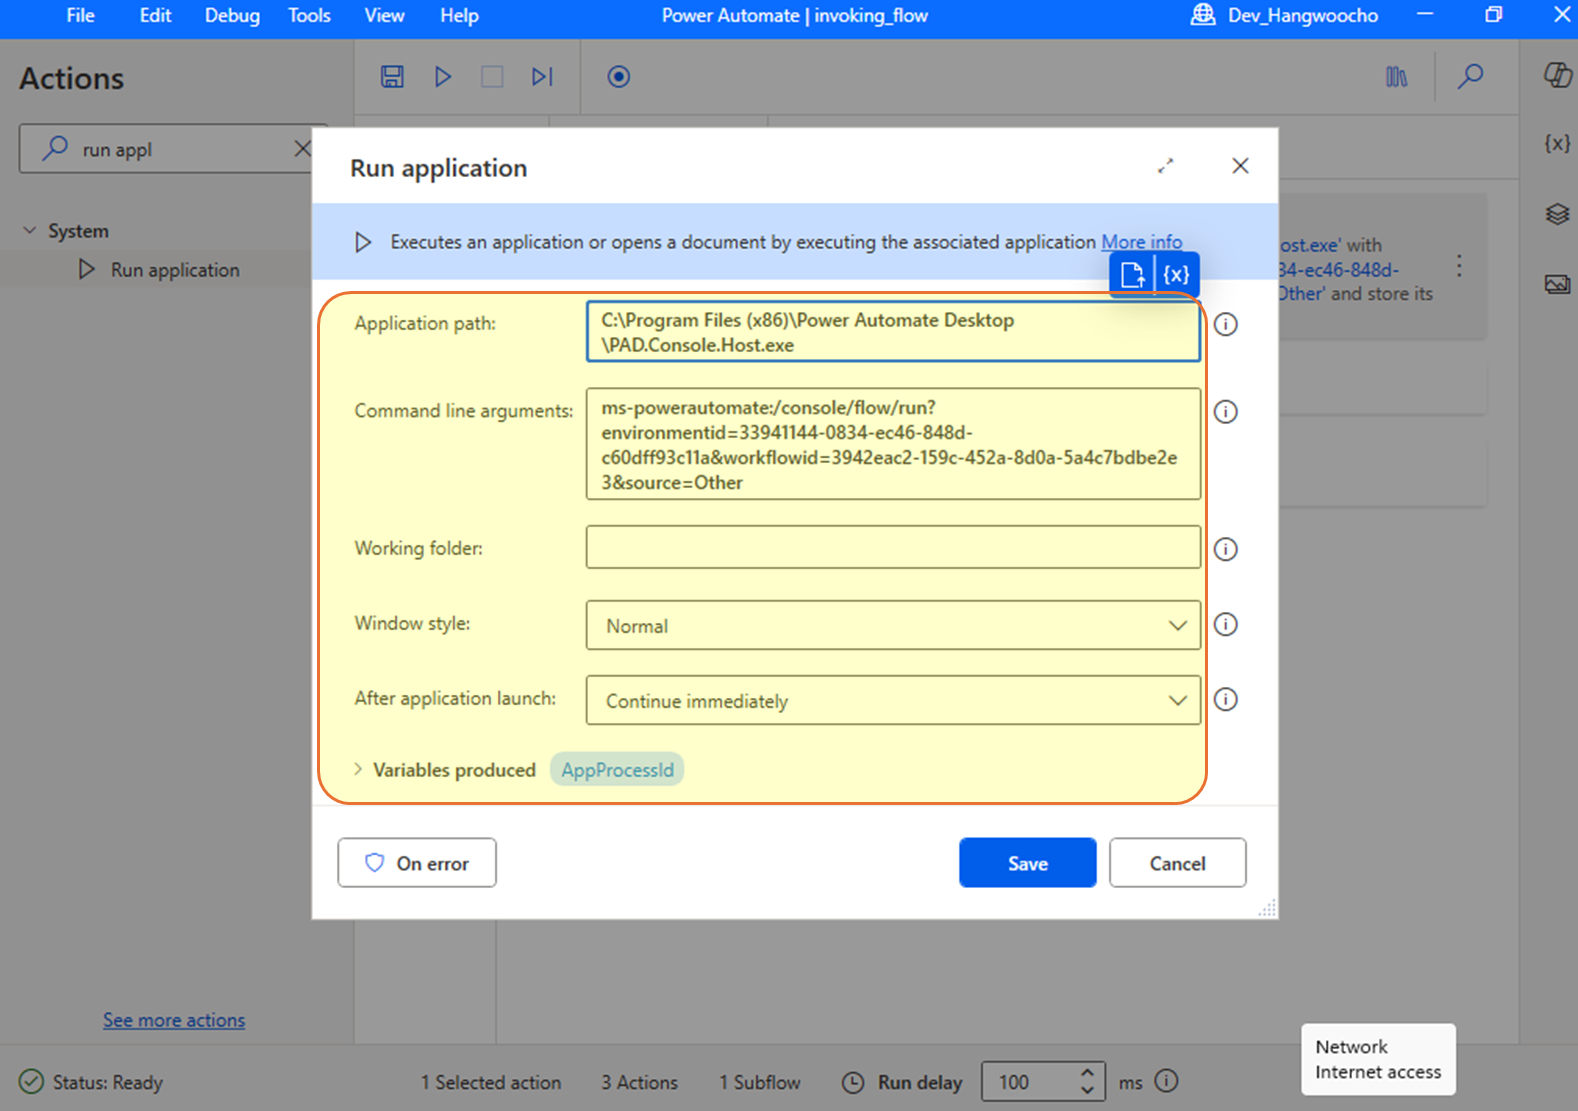 File Edit Debug Tools View Help
Power Automate | invoking_flow
Dev_Hangwoocho
Actions
run appl
System
Run application
Run application
Executes an application or opens a document by executing the associated application More info
{x}
Application path:
C:\Program Files (x86)\Power Automate Desktop
\PAD.Console.Host.exe
Command line arguments:
ms-powerautomate:/console/flow/run?
environmentid=33941144-0834-ec46-848d-
c60dff93c11a&workflowid=3942eac2-159c-452a-8d0a-5a4c7bdbe2e
3&source=Other
Working folder:
Window style:
Normal
After application launch:
Continue immediately
Variables produced AppProcessId
On error
Save
Cancel
ost.exe' with
34-ec46-848d-
Other' and store its
{x}
See more actions
Status: Ready
1 Selected action
3 Actions
1 Subflow
Run delay
100
ms
Network
Internet access